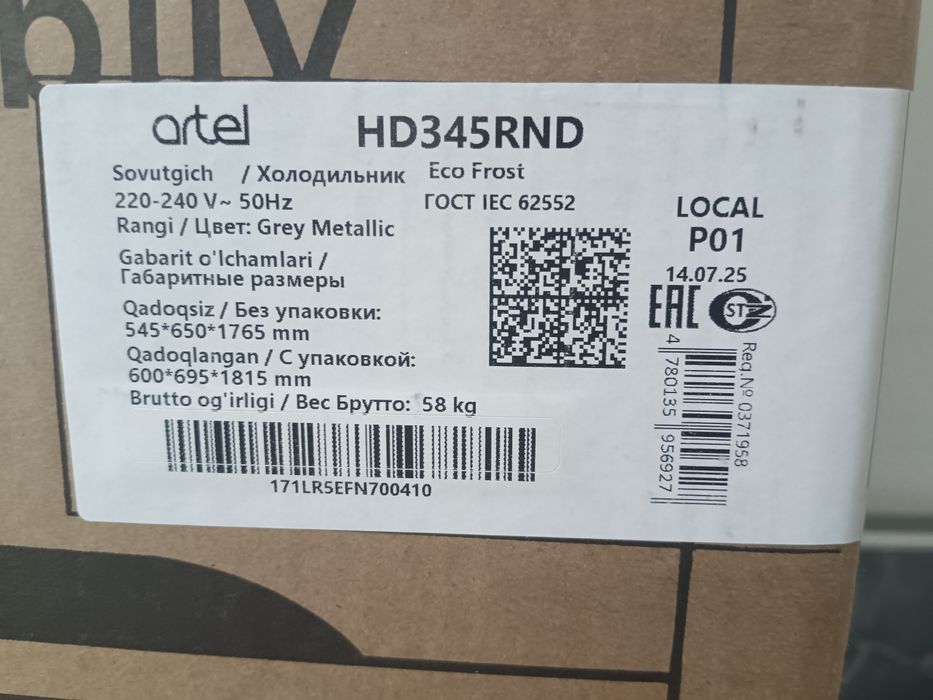 artel
HD345RND
Sovutgich / Холодильник
Eco Frost
220-240 V~ 50Hz
ГОСТ IEC 62552
Rangi / Цвет: Grey Metallic
Gabarit o'lchamlari /
Габаритные размеры
Qadoqsiz / Без упаковки:
545*650*1765 mm
Qadoqlangan / С упаковкой:
600*695*1815 mm
Brutto og'irligi / Вес Брутто: 58 kg
171LR5EFN700410
LOCAL
P01
14.07.25
EAC
STZ
Reg.№ 0371958
4 780135 956927